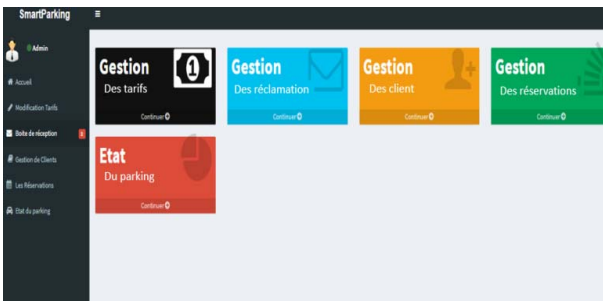 SmartParking
Admin
Accueil
Modification Tarifs
Boite de réception
Gestion de Clients
Les Réservations
Etat du parking
Gestion
Des tarifs
1
Continuer
Gestion
Des réclamation
Continuer
Gestion
Des client
Continuer
Gestion
Des réservations
Continuer
Etat
Du parking
Continuer